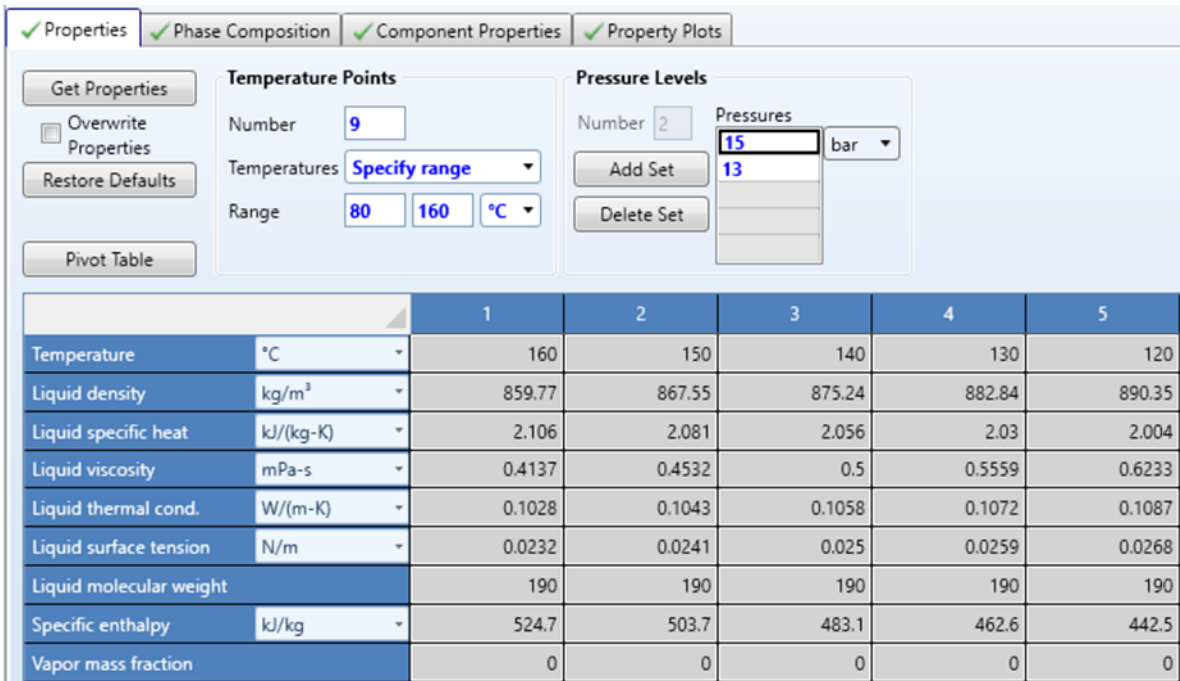 Properties Phase Composition Component Properties Property Plots
Get Properties
Overwrite
Properties
Restore Defaults
Pivot Table
Temperature Points
Number 9
Temperatures Specify range
Range 80 160 °C
Pressure Levels
Number 2
Add Set
Delete Set
Pressures
15 bar
13
1 2 3 4 5
Temperature °C 160 150 140 130 120
Liquid density kg/m³ 859.77 867.55 875.24 882.84 890.35
Liquid specific heat kJ/(kg-K) 2.106 2.081 2.056 2.03 2.004
Liquid viscosity mPa-s 0.4137 0.4532 0.5 0.5559 0.6233
Liquid thermal cond. W/(m-K) 0.1028 0.1043 0.1058 0.1072 0.1087
Liquid surface tension N/m 0.0232 0.0241 0.025 0.0259 0.0268
Liquid molecular weight 190 190 190 190 190
Specific enthalpy kJ/kg 524.7 503.7 483.1 462.6 442.5
Vapor mass fraction 0 0 0 0 0